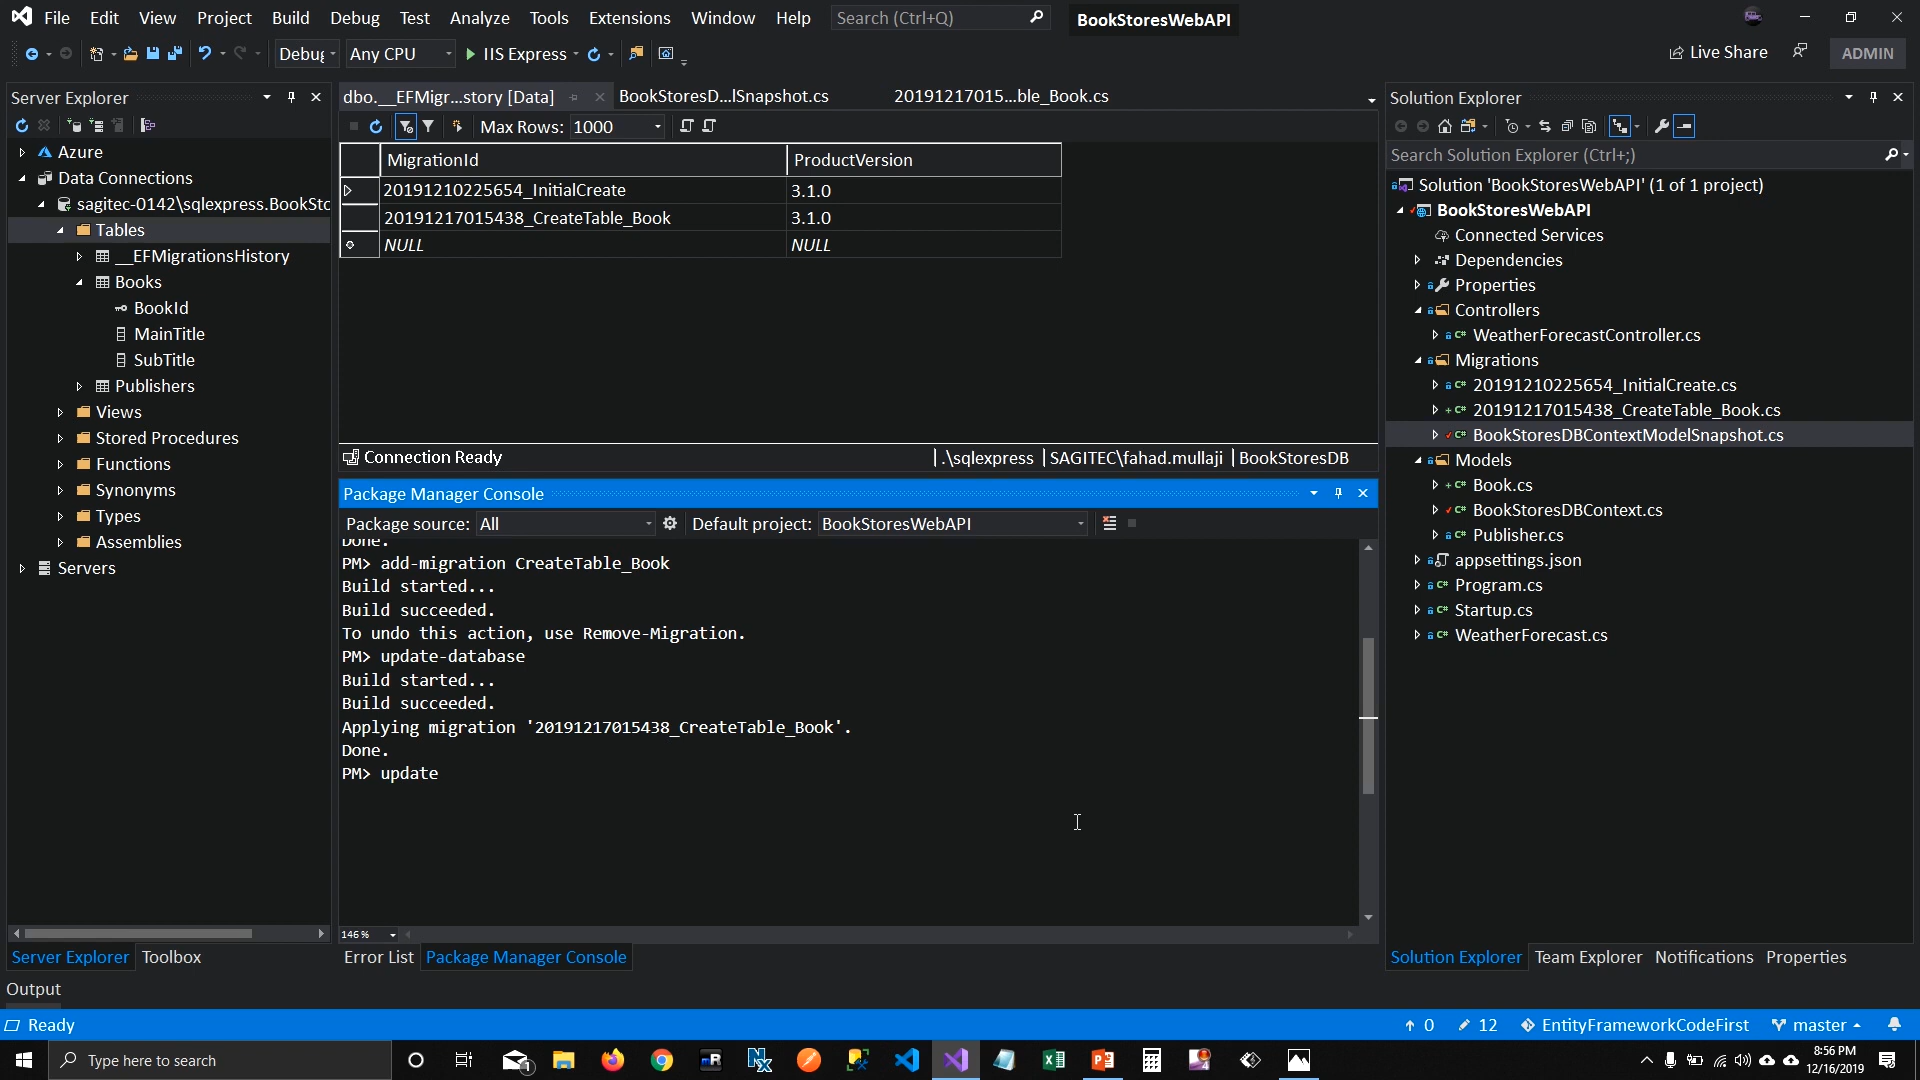 File Edit View Project Build Debug Test Analyze Tools Extensions Window Help Search (Ctrl+Q) BookStoresWebAPI
Debug Any CPU IIS Express Live Share ADMIN
Server Explorer
Azure
Data Connections
sagitec-0142\sqlexpress.BookSto
Tables
__EFMigrationsHistory
Books
BookId
MainTitle
SubTitle
Publishers
Views
Stored Procedures
Functions
Synonyms
Types
Assemblies
Servers
Server Explorer Toolbox
dbo.__EFMigr...story [Data] BookStoresD...lSnapshot.cs 20191217015...ble_Book.cs
Max Rows: 1000
MigrationId ProductVersion
20191210225654_InitialCreate 3.1.0
20191217015438_CreateTable_Book 3.1.0
NULL NULL
Connection Ready .\sqlexpress SAGITEC\fahad.mullaji BookStoresDB
Package Manager Console
Package source: All Default project: BookStoresWebAPI
Done.
PM> add-migration CreateTable_Book
Build started...
Build succeeded.
To undo this action, use Remove-Migration.
PM> update-database
Build started...
Build succeeded.
Applying migration '20191217015438_CreateTable_Book'.
Done.
PM> update
146 %
Error List Package Manager Console
Solution Explorer
Search Solution Explorer (Ctrl+;)
Solution 'BookStoresWebAPI' (1 of 1 project)
BookStoresWebAPI
Connected Services
Dependencies
Properties
Controllers
WeatherForecastController.cs
Migrations
20191210225654_InitialCreate.cs
20191217015438_CreateTable_Book.cs
BookStoresDBContextModelSnapshot.cs
Models
Book.cs
BookStoresDBContext.cs
Publisher.cs
appsettings.json
Program.cs
Startup.cs
WeatherForecast.cs
Solution Explorer Team Explorer Notifications Properties
Output
Ready 0 12 EntityFrameworkCodeFirst master
Type here to search
8:56 PM
12/16/2019